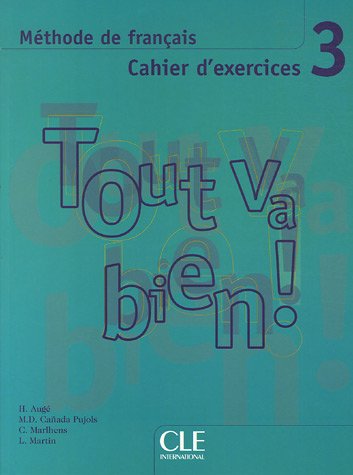 Méthode de français
Cahier d'exercices 3
Tout va
bien!
H. Augé
M.D. Cañada Pujols
C. Marlhens
L. Martin
CLE
INTERNATIONAL